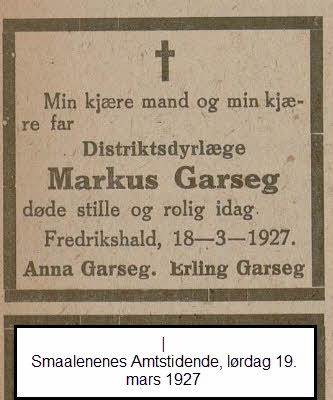 Min kjære mand og min kjæ-
re far
Distriktsdyrlæge
Markus Garseg
døde stille og rolig idag.
Fredrikshald, 18—3—1927.
Anna Garseg. Erling Garseg
|
Smaalenenes Amtstidende, lørdag 19.
mars 1927